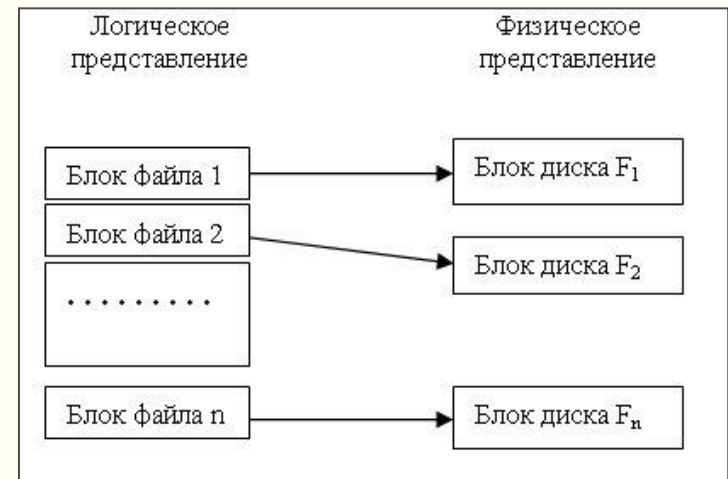 Логическое
представление
Физическое
представление
Блок файла 1
Блок диска F₁
Блок файла 2
Блок диска F₂
. . . . . . . . .
Блок файла n
Блок диска Fₙ